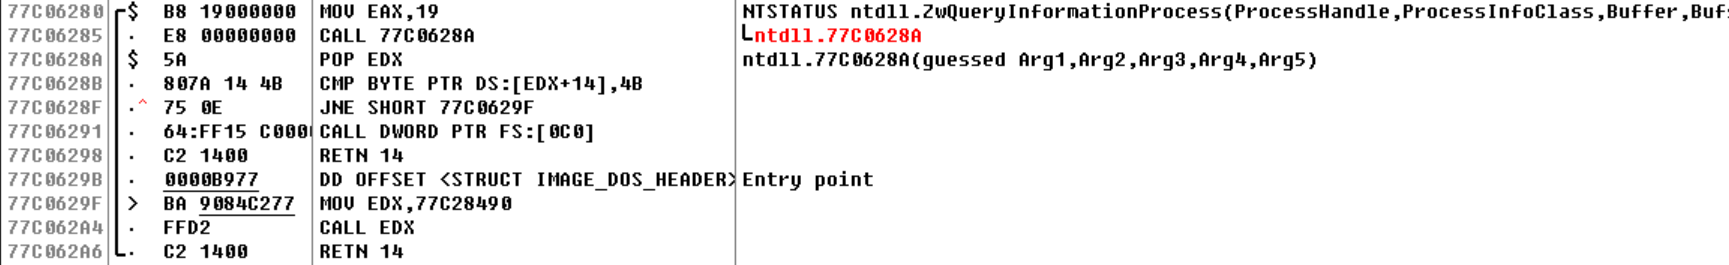 77C06280 $ B8 19000000 MOV EAX,19 NTSTATUS ntdll.ZwQueryInformationProcess(ProcessHandle,ProcessInfoClass,Buffer,Bufs
77C06285 . E8 00000000 CALL 77C0628A ntdll.77C0628A
77C0628A $ 5A POP EDX ntdll.77C0628A(guessed Arg1,Arg2,Arg3,Arg4,Arg5)
77C0628B . 807A 14 4B CMP BYTE PTR DS:[EDX+14],4B
77C0628F .^ 75 0E JNE SHORT 77C0629F
77C06291 . 64:FF15 C000 CALL DWORD PTR FS:[0C0]
77C06298 . C2 1400 RETN 14
77C0629B . 0000B977 DD OFFSET <STRUCT IMAGE_DOS_HEADER> Entry point
77C0629F > BA 9084C277 MOV EDX,77C28490
77C062A4 . FFD2 CALL EDX
77C062A6 . C2 1400 RETN 14